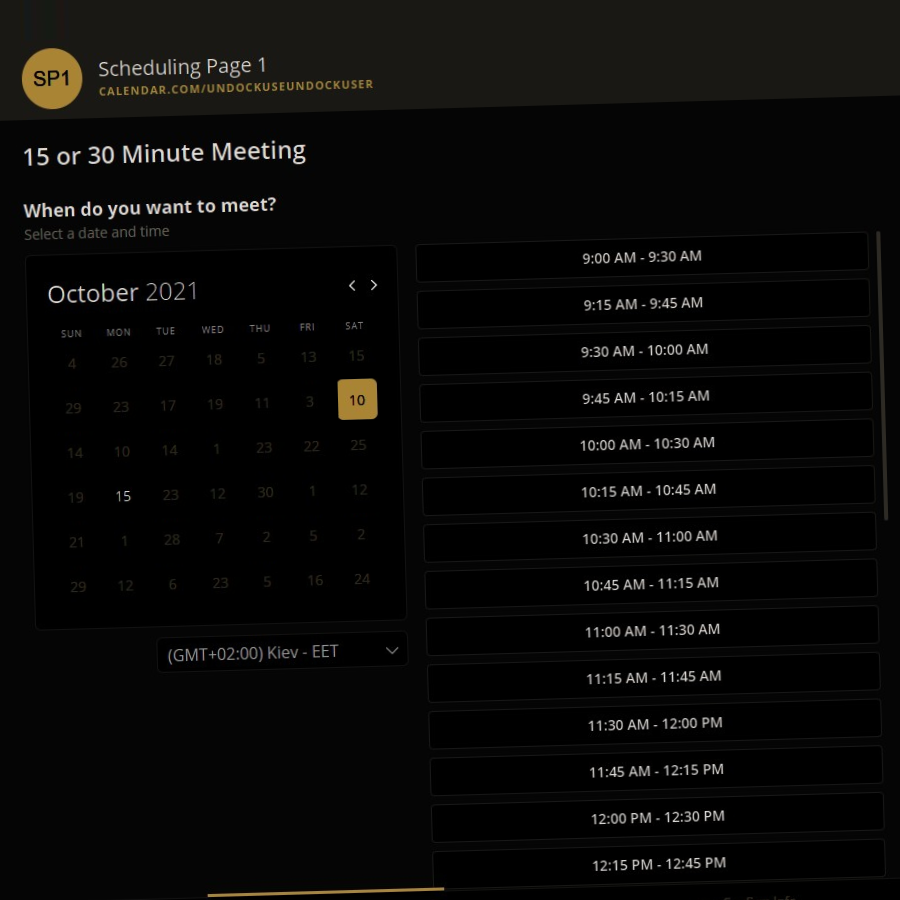 SP1
Scheduling Page 1
CALENDAR.COM/UNDOCKUSEUNDOCKUSER
15 or 30 Minute Meeting
When do you want to meet?
Select a date and time
October 2021
SUN MON TUE WED THU FRI SAT
4 26 27 18 5 13 15
29 23 17 19 11 3 10
14 10 14 1 23 22 25
19 15 23 12 30 1 12
21 1 28 7 2 5 2
29 12 6 23 5 16 24
(GMT+02:00) Kiev - EET
9:00 AM - 9:30 AM
9:15 AM - 9:45 AM
9:30 AM - 10:00 AM
9:45 AM - 10:15 AM
10:00 AM - 10:30 AM
10:15 AM - 10:45 AM
10:30 AM - 11:00 AM
10:45 AM - 11:15 AM
11:00 AM - 11:30 AM
11:15 AM - 11:45 AM
11:30 AM - 12:00 PM
11:45 AM - 12:15 PM
12:00 PM - 12:30 PM
12:15 PM - 12:45 PM